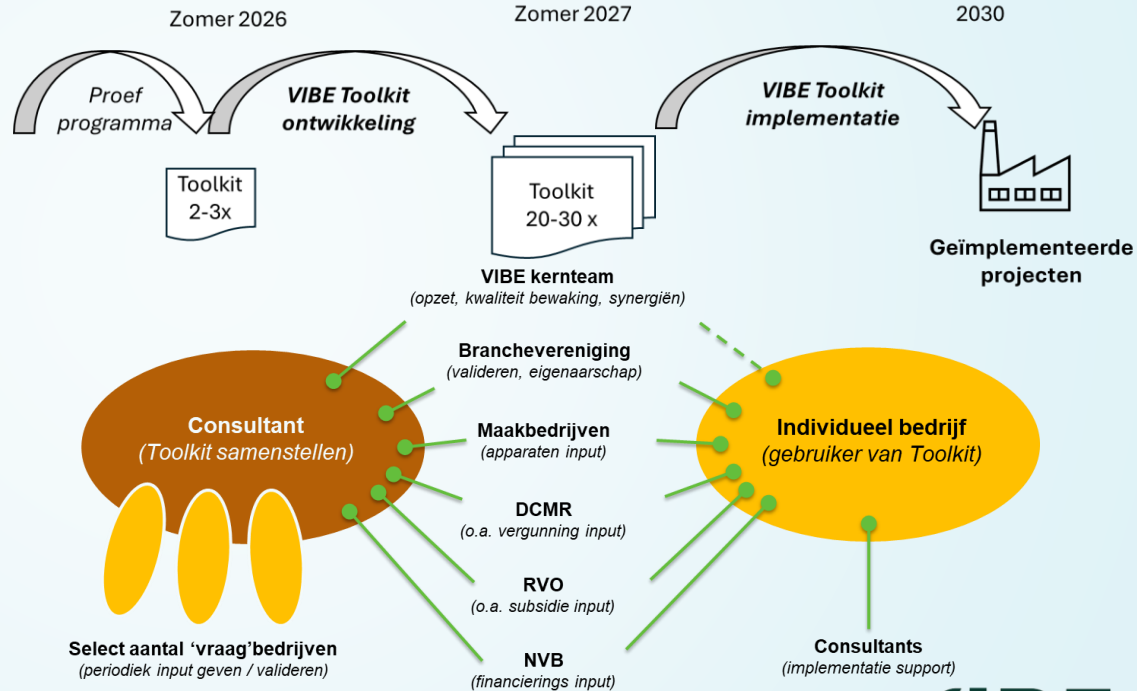 Zomer 2026
Zomer 2027
2030
Proef
programma
VIBE Toolkit
ontwikkeling
VIBE Toolkit
implementatie
Toolkit
2-3x
Toolkit
20-30 x
Geïmplementeerde
projecten
VIBE kernteam
(opzet, kwaliteit bewaking, synergiën)
Branchevereniging
(valideren, eigenaarschap)
Consultant
(Toolkit samenstellen)
Maakbedrijven
(apparaten input)
Individueel bedrijf
(gebruiker van Toolkit)
DCMR
(o.a. vergunning input)
RVO
(o.a. subsidie input)
Select aantal ‘vraag’bedrijven
(periodiek input geven / valideren)
NVB
(financierings input)
Consultants
(implementatie support)